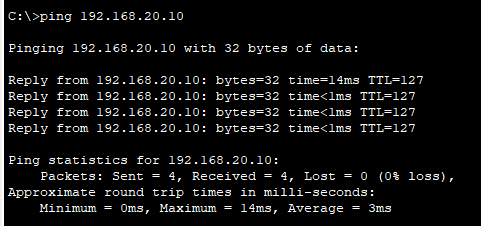 C:\>ping 192.168.20.10
Pinging 192.168.20.10 with 32 bytes of data:
Reply from 192.168.20.10: bytes=32 time=14ms TTL=127
Reply from 192.168.20.10: bytes=32 time<1ms TTL=127
Reply from 192.168.20.10: bytes=32 time<1ms TTL=127
Reply from 192.168.20.10: bytes=32 time<1ms TTL=127
Ping statistics for 192.168.20.10:
Packets: Sent = 4, Received = 4, Lost = 0 (0% loss),
Approximate round trip times in milli-seconds:
Minimum = 0ms, Maximum = 14ms, Average = 3ms